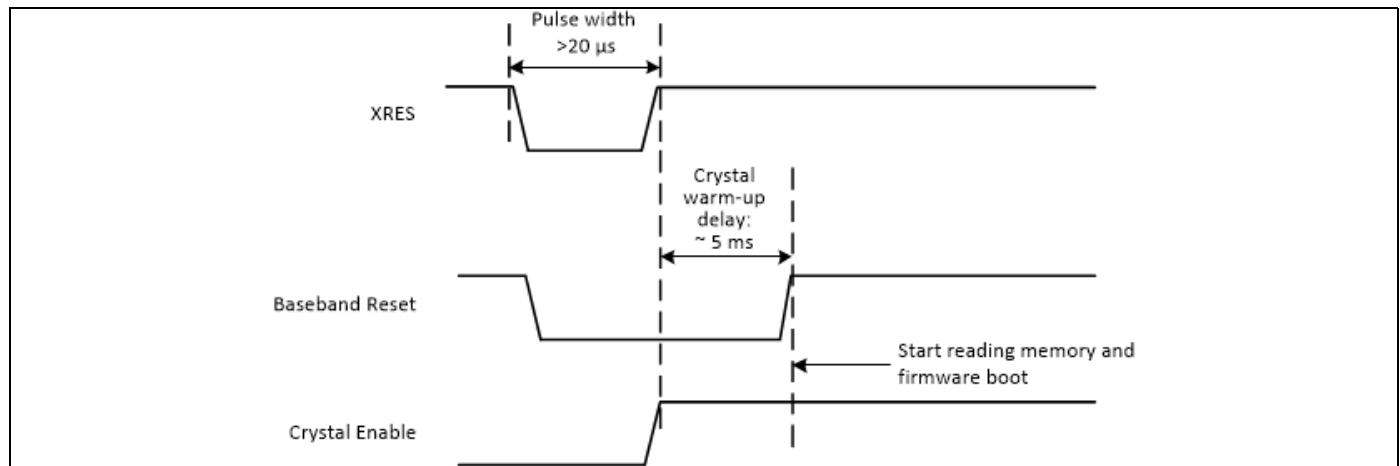 Pulse width
>20 μs
XRES
Crystal
warm-up
delay:
~ 5 ms
Baseband Reset
Start reading memory and
firmware boot
Crystal Enable